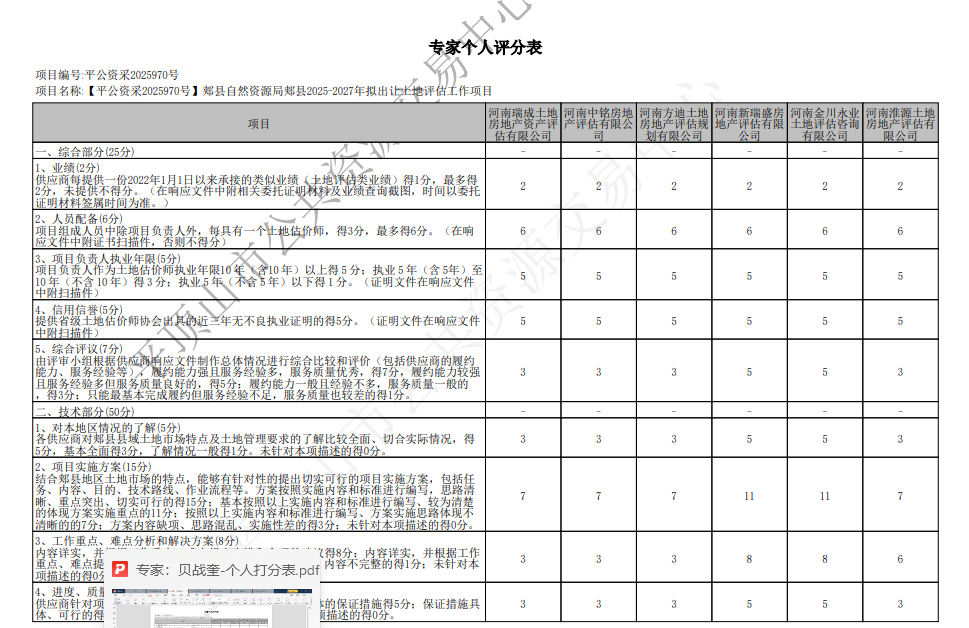 专家个人评分表
项目编号:平公资采2025970号
项目名称:【平公资采2025970号】郏县自然资源局郏县2025-2027年拟出让土地评估工作项目
项目
河南瑞成土地
房地产资产评
估有限公司
河南中铭房地
产评估有限公
司
河南方迪土地
房地产评估规
划有限公司
河南新瑞盛房
地产评估有限
公司
河南金川永业
土地评估咨询
有限公司
河南淮源土地
房地产评估有
限公司
一、综合部分(25分) - - - - - -
1、业绩(2分)
供应商每提供一份2022年1月1日以来承接的类似业绩（土地评估类业绩）得1分，最多得
2分，未提供不得分。（在响应文件中附相关委托证明材料及业绩查询截图，时间以委托
证明材料签属时间为准。）
2 2 2 2 2 2
2、人员配备(6分)
项目组成人员中除项目负责人外，每具有一个土地估价师，得3分，最多得6分。（在响
应文件中附证书扫描件，否则不得分）
6 6 6 6 6 6
3、项目负责人执业年限(5分)
项目负责人作为土地估价师执业年限10 年（含10 年）以上得 5 分；执业 5 年（含 5年）至
10 年（不含 10 年）得 3 分；执业 5 年（不含 5 年）以下得 1 分。（证明文件在响应文件
中附扫描件）
5 5 5 5 5 5
4、信用信誉(5分)
提供省级土地估价师协会出具的近三年无不良执业证明的得5分。（证明文件在响应文件
中附扫描件）
5 5 5 5 5 5
5、综合评议(7分)
由评审小组根据供应商响应文件制作总体情况进行综合比较和评价（包括供应商的履约
能力、服务经验等），履约能力强且服务经验多，服务质量优秀，得7分，履约能力较强
且服务经验多但服务质量良好的，得5分；履约能力一般且经验不多，服务质量一般的
，得3分；只能最基本完成履约但服务经验不足，服务质量也较差的得1分。
3 3 3 5 5 3
二、技术部分(50分) - - - - - -
1、对本地区情况的了解(5分)
各供应商对郏县县域土地市场特点及土地管理要求的了解比较全面、切合实际情况，得
5分，基本全面得3分，了解情况一般得1分。未针对本项描述的得0分。
3 3 3 5 5 3
2、项目实施方案(15分)
结合郏县地区土地市场的特点，能够有针对性的提出切实可行的项目实施方案，包括任
务、内容、目的、技术路线、作业流程等。方案按照实施内容和标准进行编写，思路清
晰、重点突出、切实可行的得15分；基本按照以上实施内容和标准进行编写、较为清楚
的体现方案实施重点的11分；按照以上实施内容和标准进行编写、方案实施思路体现不
清晰的的7分；方案内容缺项、思路混乱、实施性差的得3分；未针对本项描述的得0分。
7 7 7 11 11 7
3、工作重点、难点分析和解决方案(8分)
内容详实，并 得8分；内容详实，并根据工作
重点、难点提 内容不完整的得1分；未针对本
项描述的得0分
3 3 3 8 8 6
4、进度、质量
供应商针对项 的保证措施得5分；保证措施具
体、可行的得 描述的得0分。
3 3 3 5 5 3
专家：贝战奎-个人打分表.pdf
平顶山市公共资源交易中心
市公共资源交易中心